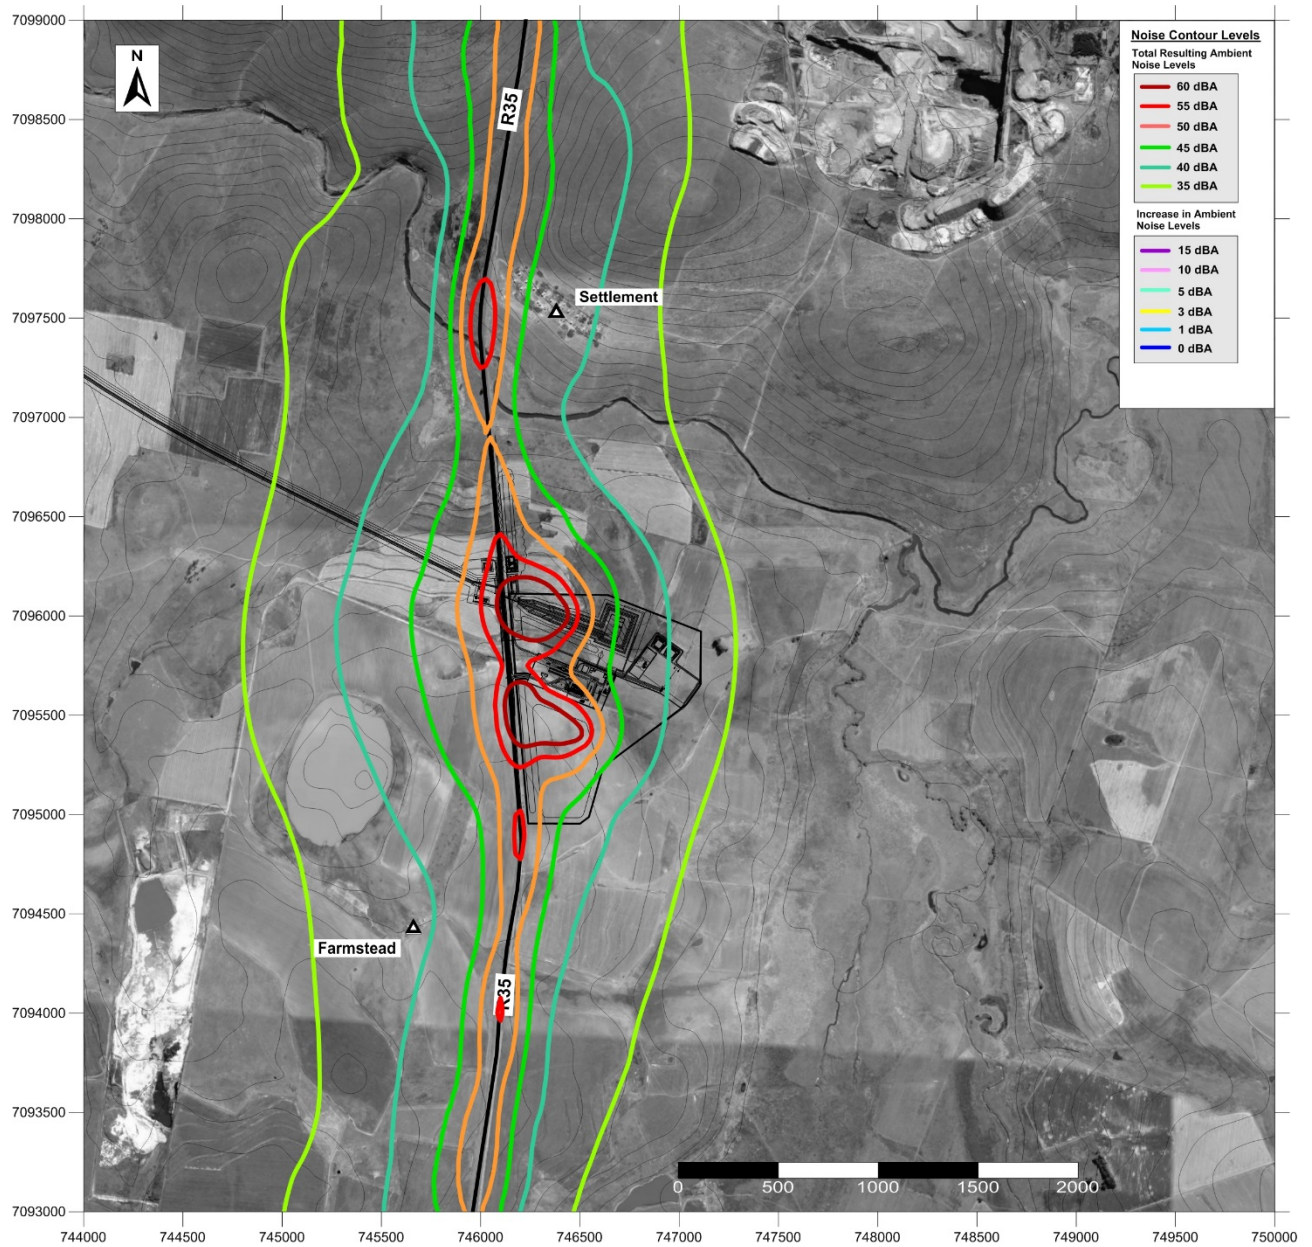 7099000
7098500
7098000
7097500
7097000
7096500
7096000
7095500
7095000
7094500
7094000
7093500
7093000
N
R35
Settlement
Farmstead
R35
Noise Contour Levels
Total Resulting Ambient
Noise Levels
60 dBA
55 dBA
50 dBA
45 dBA
40 dBA
35 dBA
Increase in Ambient
Noise Levels
15 dBA
10 dBA
5 dBA
3 dBA
1 dBA
0 dBA
0 500 1000 1500 2000
744000 744500 745000 745500 746000 746500 747000 747500 748000 748500 749000 749500 750000